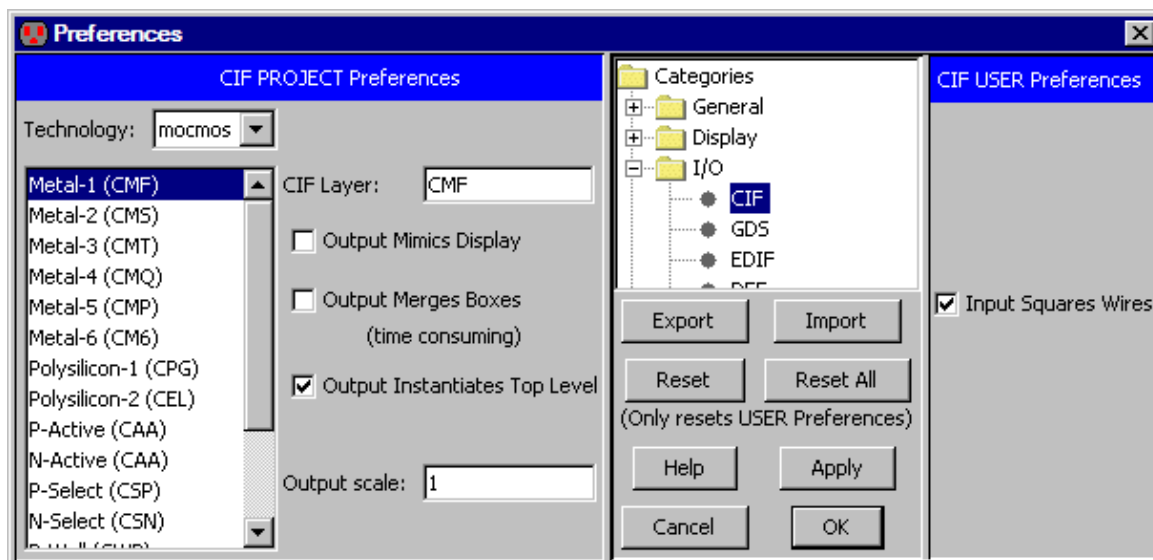 Preferences
CIF PROJECT Preferences
Technology: mocmos
Metal-1 (CMF)
Metal-2 (CMS)
Metal-3 (CMT)
Metal-4 (CMQ)
Metal-5 (CMP)
Metal-6 (CM6)
Polysilicon-1 (CPG)
Polysilicon-2 (CEL)
P-Active (CAA)
N-Active (CAA)
P-Select (CSP)
N-Select (CSN)
CIF Layer: CMF
Output Mimics Display
Output Merges Boxes
(time consuming)
Output Instantiates Top Level
Output scale: 1
Categories
General
Display
I/O
CIF
GDS
EDIF
Export Import
Reset Reset All
(Only resets USER Preferences)
Help Apply
Cancel OK
CIF USER Preferences
Input Squares Wires